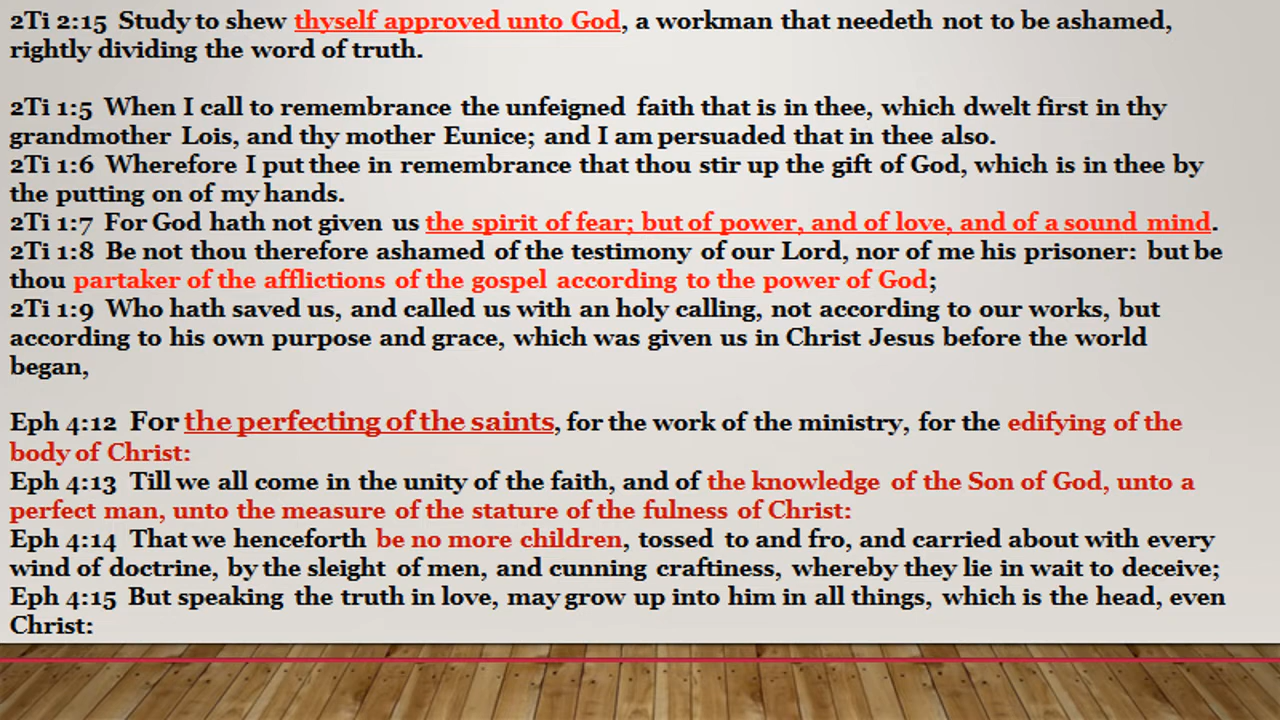 2Ti 2:15 Study to shew thyself approved unto God, a workman that needeth not to be ashamed,
rightly dividing the word of truth.
2Ti 1:5 When I call to remembrance the unfeigned faith that is in thee, which dwelt first in thy
grandmother Lois, and thy mother Eunice; and I am persuaded that in thee also.
2Ti 1:6 Wherefore I put thee in remembrance that thou stir up the gift of God, which is in thee by
the putting on of my hands.
2Ti 1:7 For God hath not given us the spirit of fear; but of power, and of love, and of a sound mind.
2Ti 1:8 Be not thou therefore ashamed of the testimony of our Lord, nor of me his prisoner: but be
thou partaker of the afflictions of the gospel according to the power of God;
2Ti 1:9 Who hath saved us, and called us with an holy calling, not according to our works, but
according to his own purpose and grace, which was given us in Christ Jesus before the world
began,
Eph 4:12 For the perfecting of the saints, for the work of the ministry, for the edifying of the
body of Christ:
Eph 4:13 Till we all come in the unity of the faith, and of the knowledge of the Son of God, unto a
perfect man, unto the measure of the stature of the fulness of Christ:
Eph 4:14 That we henceforth be no more children, tossed to and fro, and carried about with every
wind of doctrine, by the sleight of men, and cunning craftiness, whereby they lie in wait to deceive;
Eph 4:15 But speaking the truth in love, may grow up into him in all things, which is the head, even
Christ: